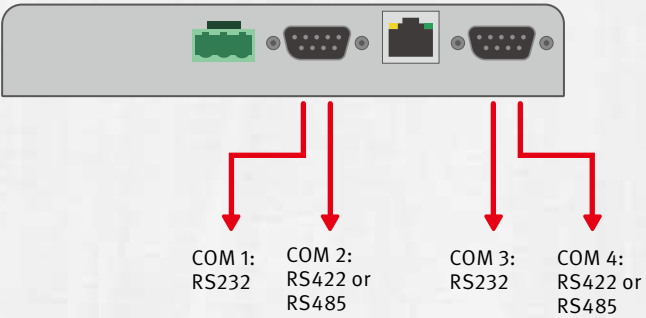 COM 1:
RS232
COM 2:
RS422 or
RS485
COM 3:
RS232
COM 4:
RS422 or
RS485